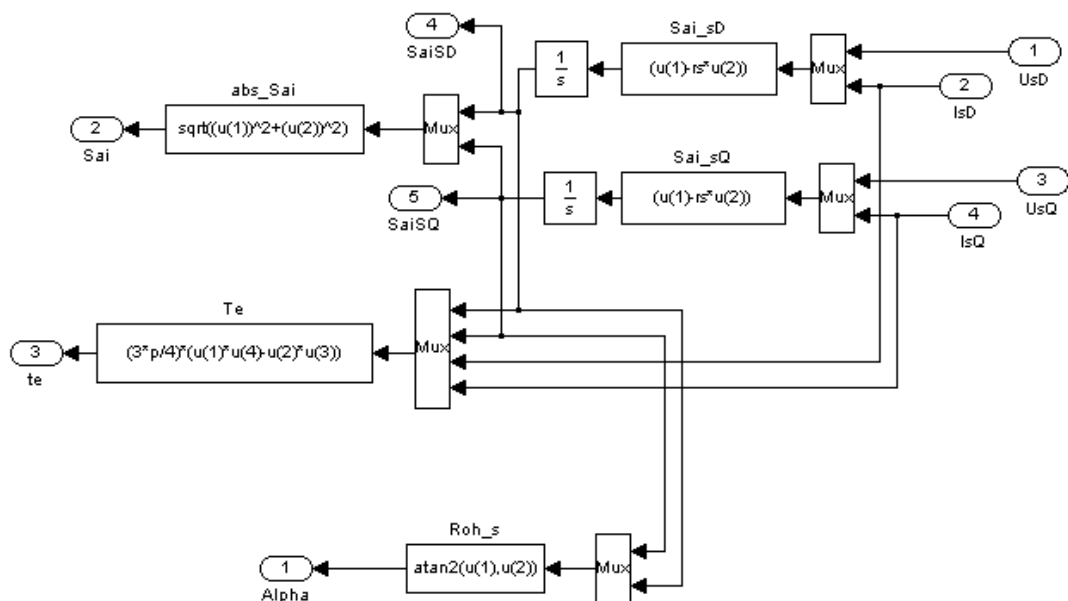 4
SaiSD
Sai_sD
1
s
(u(1)-rs*u(2))
Mux
1
UsD
2
IsD
abs_Sai
sqrt((u(1))^2+(u(2))^2)
Mux
2
Sai
Sai_sQ
5
SaiSQ
1
s
(u(1)-rs*u(2))
Mux
3
UsQ
4
IsQ
Te
(3*p/4)*(u(1)*u(4)-u(2)*u(3))
Mux
3
te
Roh_s
atan2(u(1),u(2))
Mux
1
Alpha